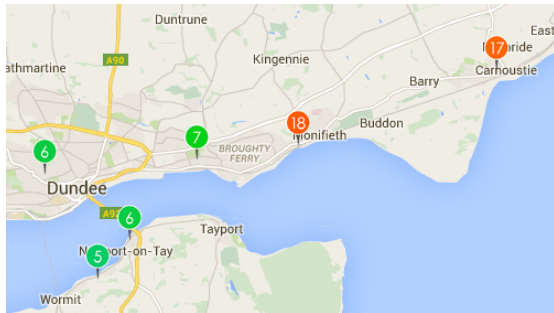 Duntrune
East
17
A90
Kingennie
bride
athmartine
Carnoustie
Barry
18
7
Monifieth
Buddon
6
BROUGHTY
FERRY
Dundee
A92
6
Tayport
Newport-on-Tay
5
Wormit